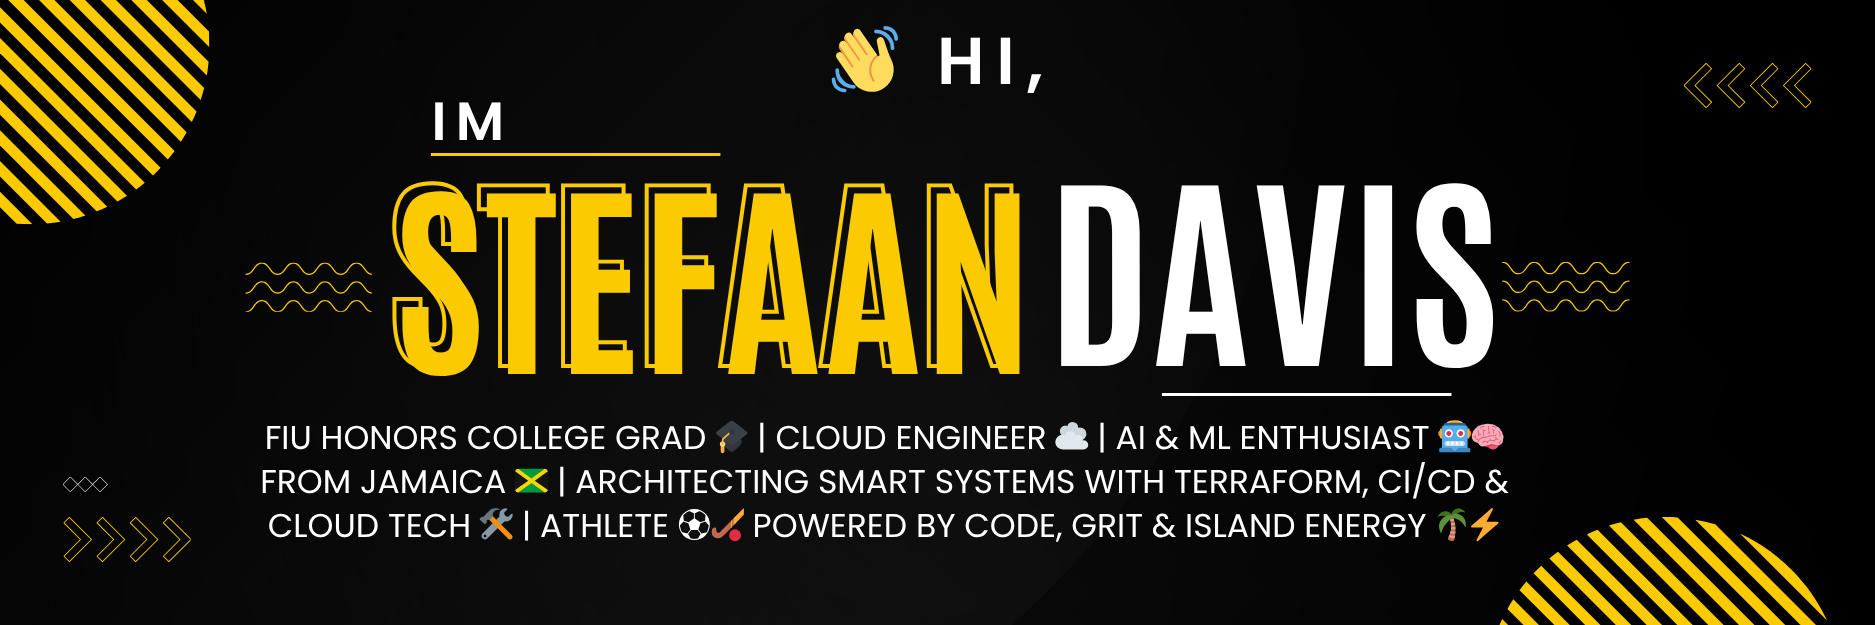 👋 HI,
IM
STEFAAN DAVIS
FIU HONORS COLLEGE GRAD 🎓 | CLOUD ENGINEER ☁️ | AI & ML ENTHUSIAST 🤖🧠
FROM JAMAICA 🇯🇲 | ARCHITECTING SMART SYSTEMS WITH TERRAFORM, CI/CD &
CLOUD TECH 🛠️ | ATHLETE ⚽🏑 POWERED BY CODE, GRIT & ISLAND ENERGY 🌴⚡